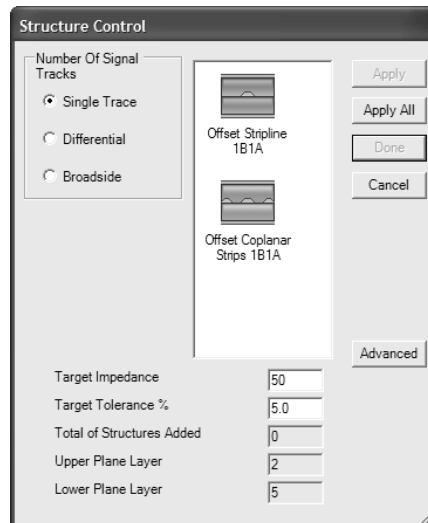 Structure Control
Number Of Signal
Tracks
Single Trace
Differential
Broadside
Offset Stripline
1B1A
Offset Coplanar
Strips 1B1A
Apply
Apply All
Done
Cancel
Advanced
Target Impedance 50
Target Tolerance % 5.0
Total of Structures Added 0
Upper Plane Layer 2
Lower Plane Layer 5